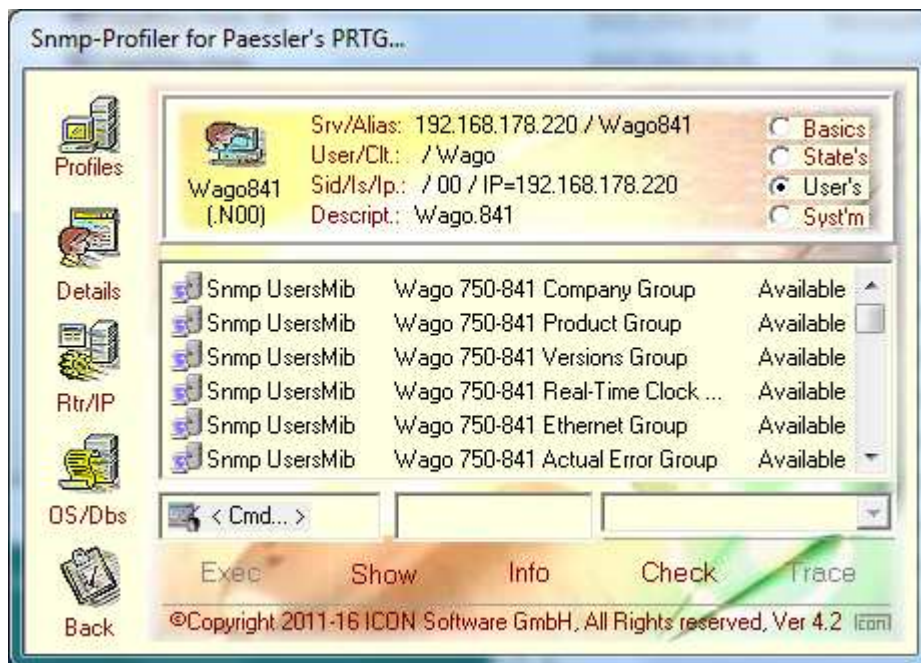 Snmp-Profiler for Paessler's PRTG...
Profiles
Details
Rtr/IP
OS/Dbs
Back
Wago841
(.N00)
Srv/Alias: 192.168.178.220 / Wago841
User/Clt.: / Wago
Sid/Is/Ip.: / 00 / IP=192.168.178.220
Descript.: Wago.841
Basics
State's
User's
Syst'm
Snmp UsersMib Wago 750-841 Company Group Available
Snmp UsersMib Wago 750-841 Product Group Available
Snmp UsersMib Wago 750-841 Versions Group Available
Snmp UsersMib Wago 750-841 Real-Time Clock ... Available
Snmp UsersMib Wago 750-841 Ethernet Group Available
Snmp UsersMib Wago 750-841 Actual Error Group Available
< Cmd... >
Exec Show Info Check Trace
©Copyright 2011-16 ICON Software GmbH, All Rights reserved, Ver 4.2 Icon